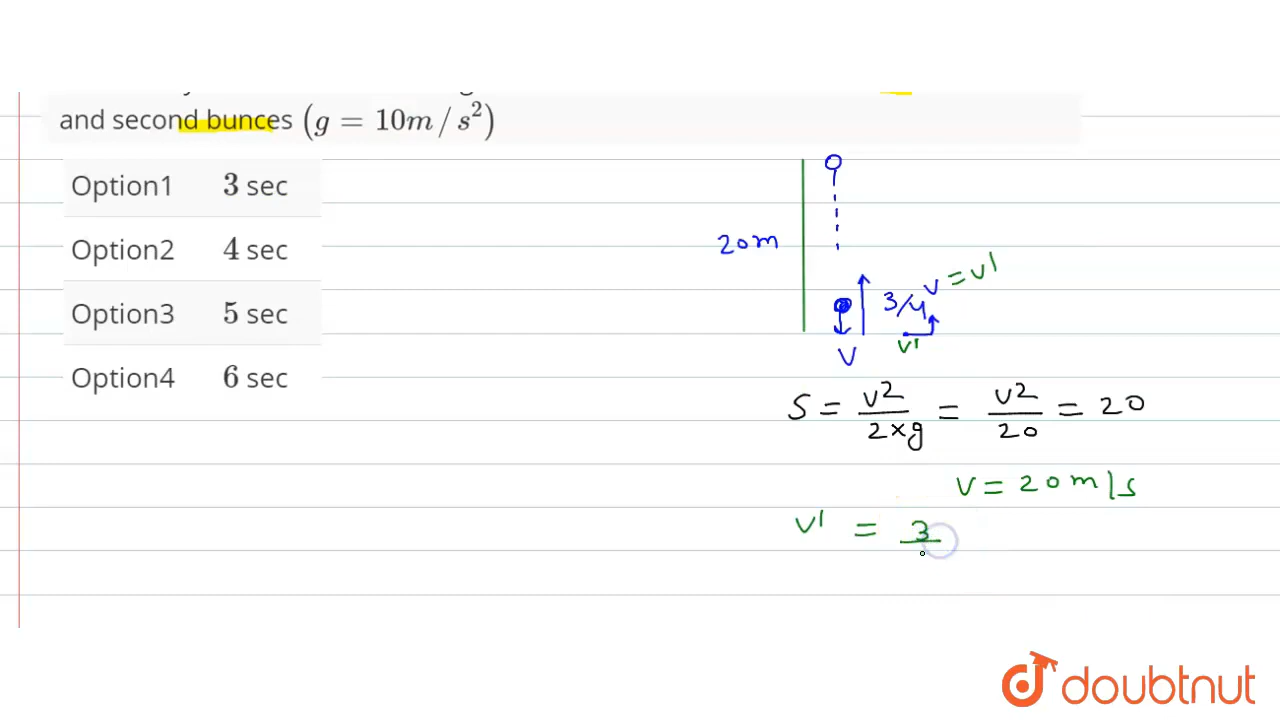 and second bunces (g = 10m/s²)
Option1 3 sec
Option2 4 sec
Option3 5 sec
Option4 6 sec
20m
3/4 v = v'
v'
v
S = v²/2×g = v²/20 = 20
v = 20 m/s
v' = 3
doubtnut